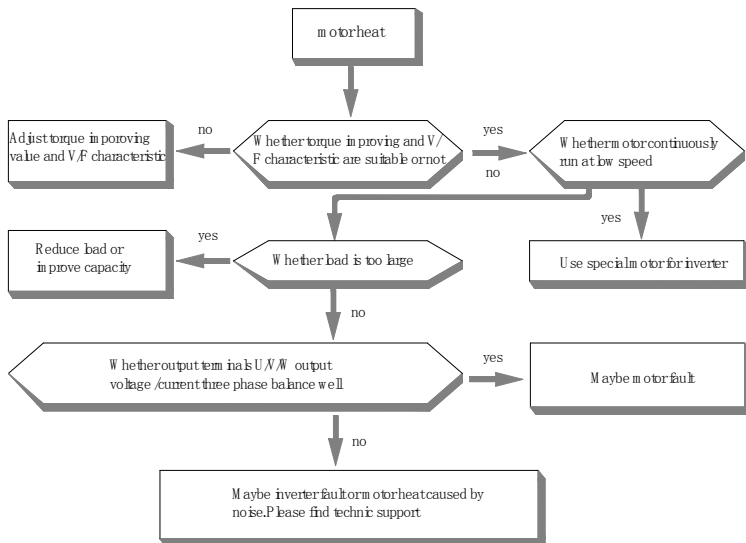 motor heat
no
Adjust torque imporoving
value and V/F characteristic
Whether torque improving and V/
F characteristic are suitable or not
yes
no
Whether motor continuously
run at low speed
yes
Reduce load or
improve capacity
yes
Whether load is too large
Use special motor for inverter
no
Whether output terminals U/V/W output
voltage /current three phase balance well
yes
Maybe motor fault
no
Maybe inverter fault or motor heat caused by
noise. Please find technic support